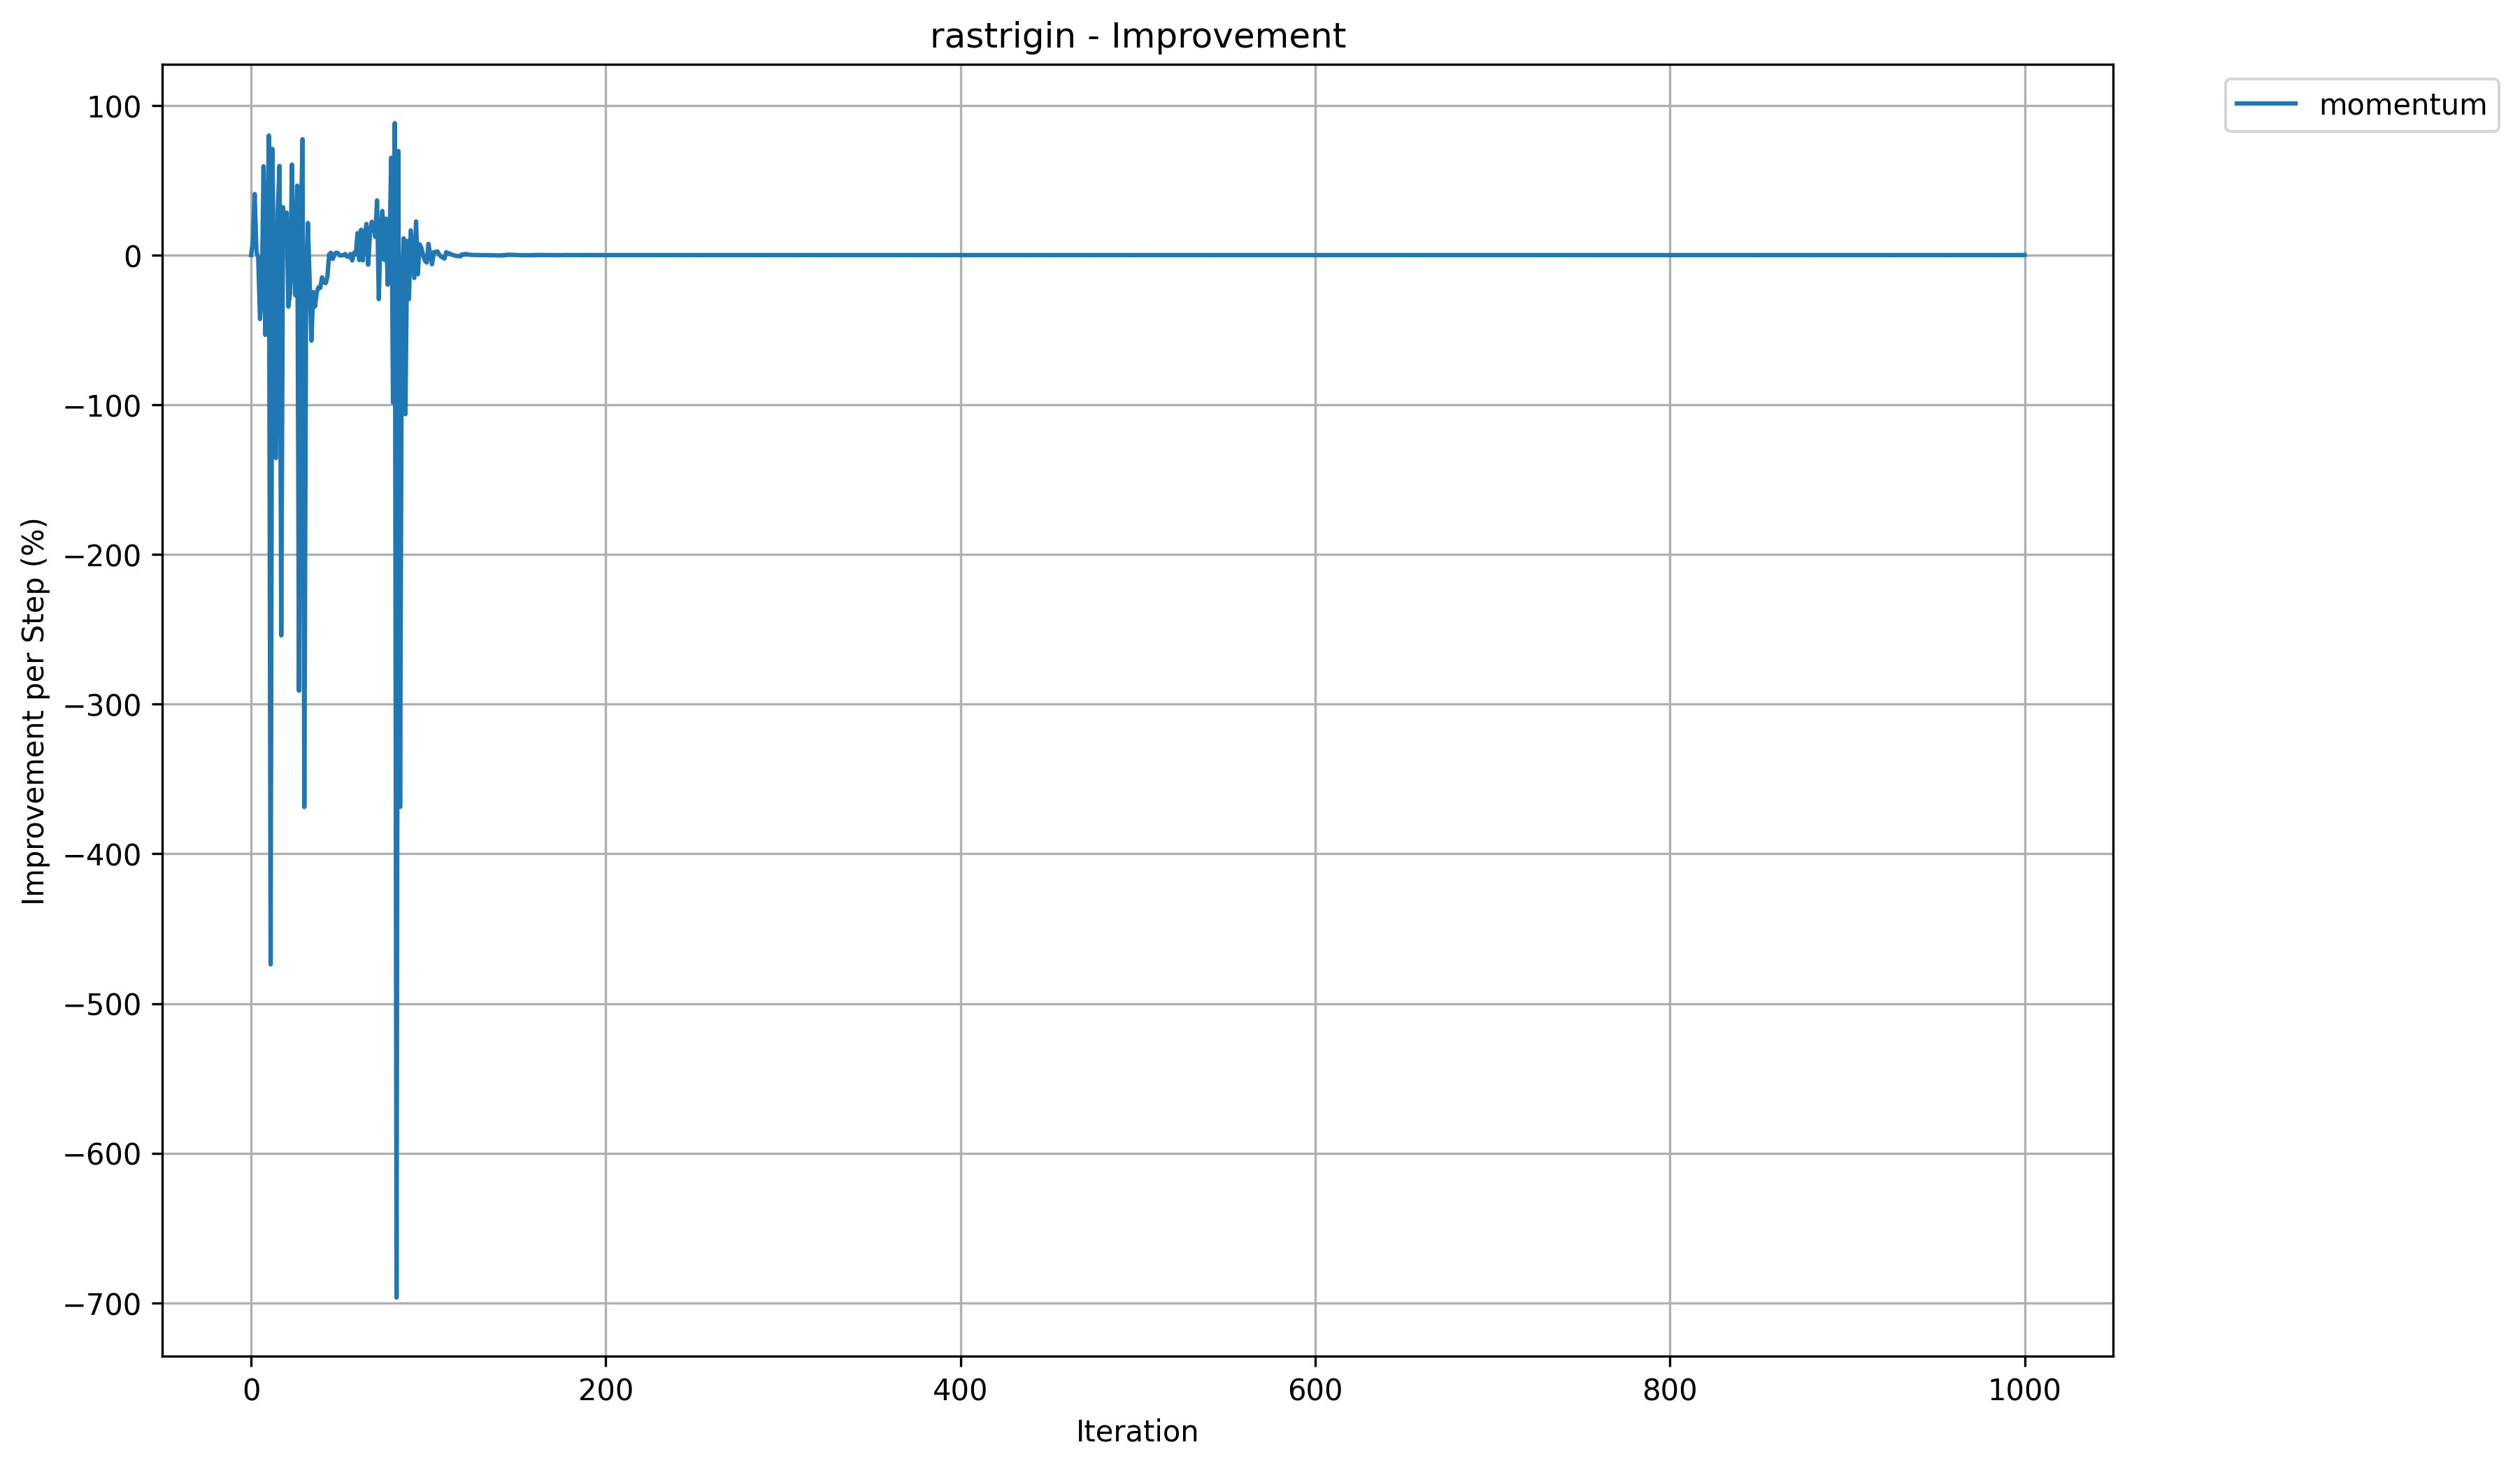 rastrigin - Improvement
momentum
100
0
−100
−200
−300
−400
−500
−600
−700
Improvement per Step (%)
0 200 400 600 800 1000
Iteration